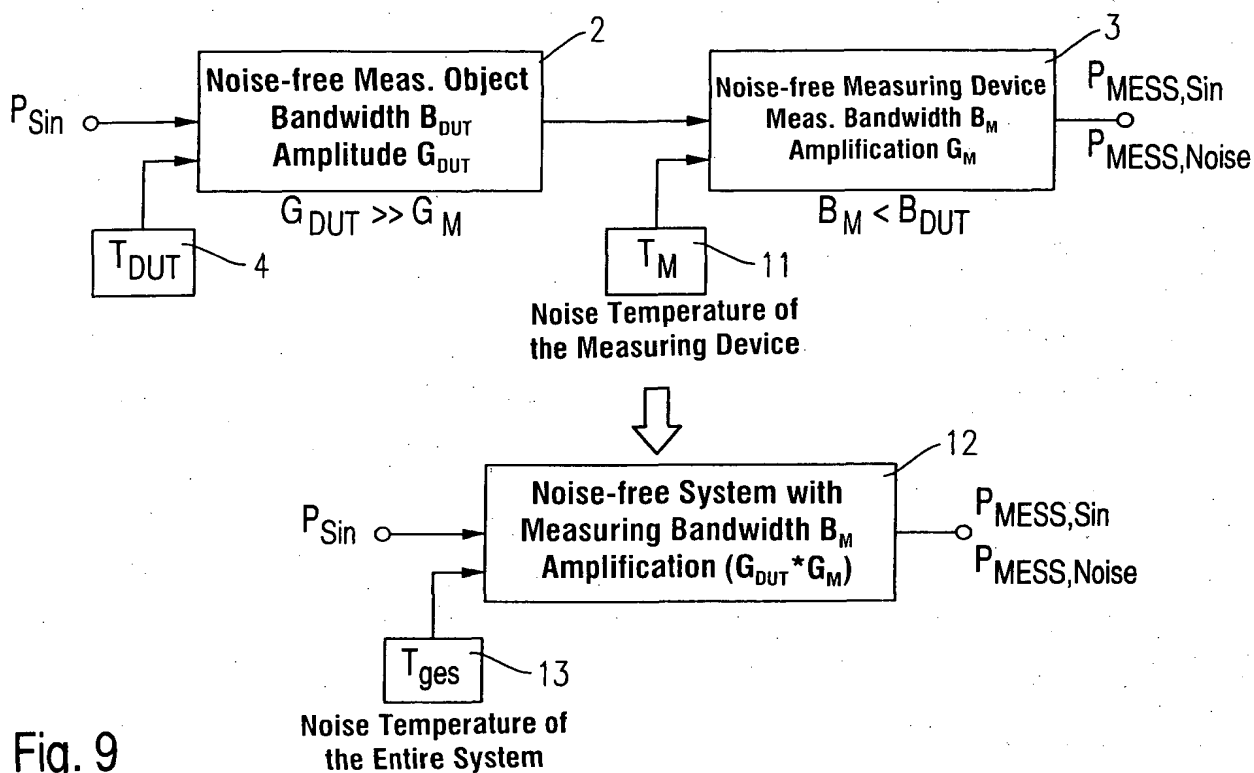 2
3
Noise-free Meas. Object
Bandwidth B_DUT
Amplitude G_DUT
P_Sin
Noise-free Measuring Device
Meas. Bandwidth B_M
Amplification G_M
P_MESS,Sin
P_MESS,Noise
G_DUT >> G_M
B_M < B_DUT
T_DUT
4
T_M
11
Noise Temperature of
the Measuring Device
12
Noise-free System with
Measuring Bandwidth B_M
Amplification (G_DUT*G_M)
P_Sin
P_MESS,Sin
P_MESS,Noise
T_ges
13
Noise Temperature of
the Entire System
Fig. 9